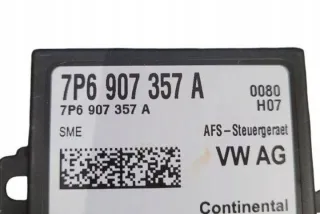 7P6 907 357 A 0080
7P6 907 357 A H07
SME AFS-Steuergeraet
VW AG
Continental